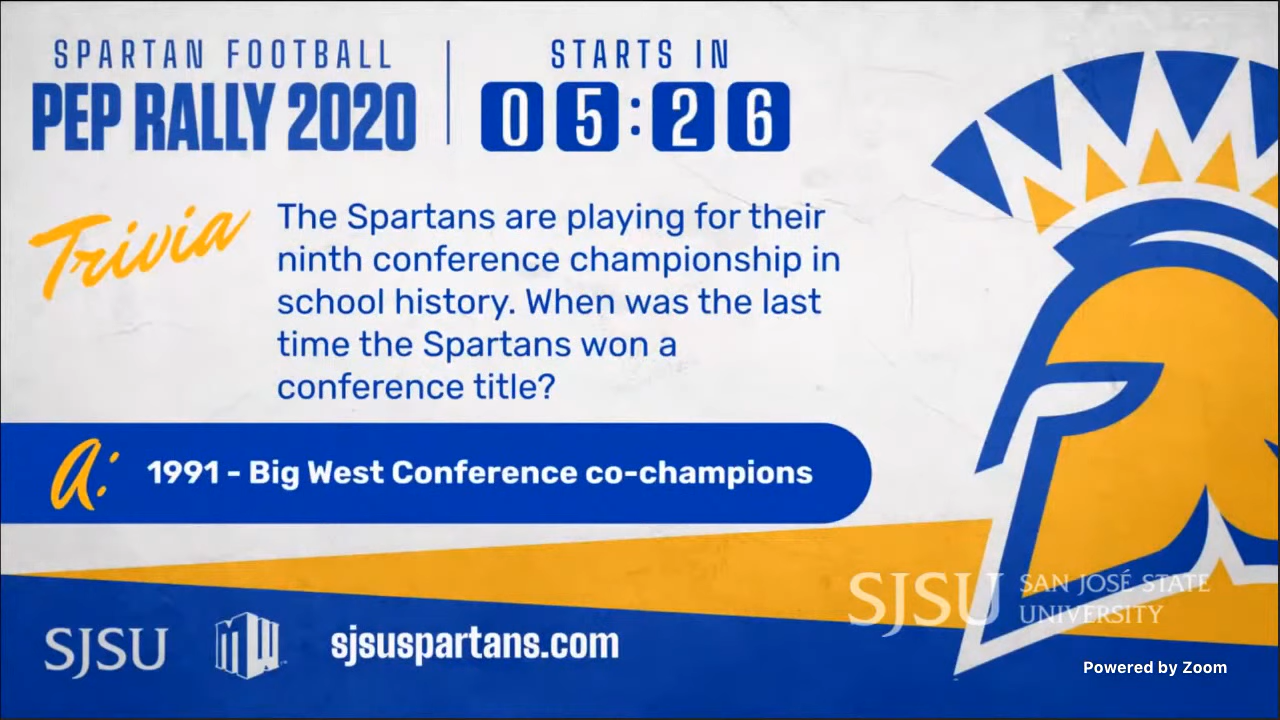 SPARTAN FOOTBALL
PEP RALLY 2020
STARTS IN
05:26
Trivia
The Spartans are playing for their
ninth conference championship in
school history. When was the last
time the Spartans won a
conference title?
a: 1991 - Big West Conference co-champions
SJSU
MW
sjsuspartans.com
SJSU
SAN JOSÉ STATE
UNIVERSITY
Powered by Zoom